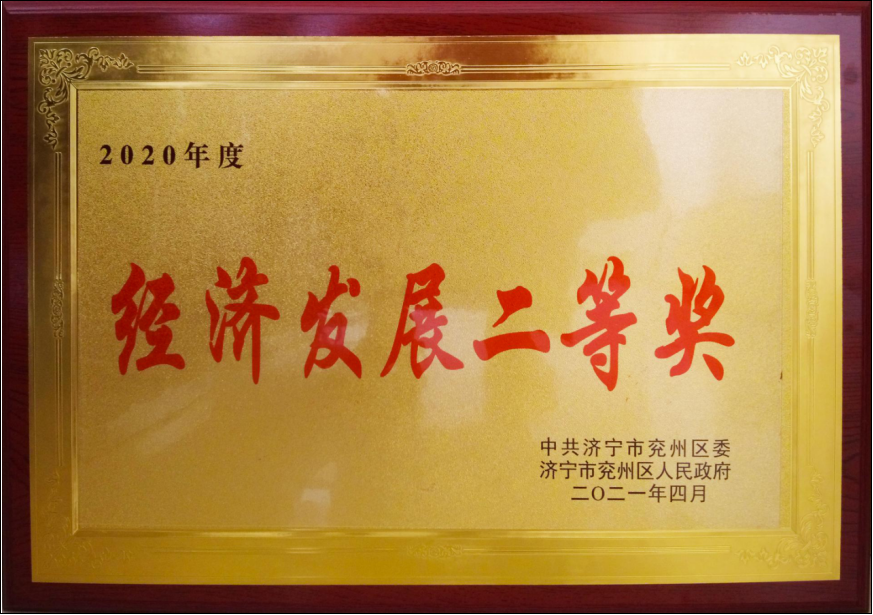 2020年度
经济发展二等奖
中共济宁市兖州区委
济宁市兖州区人民政府
二〇二一年四月